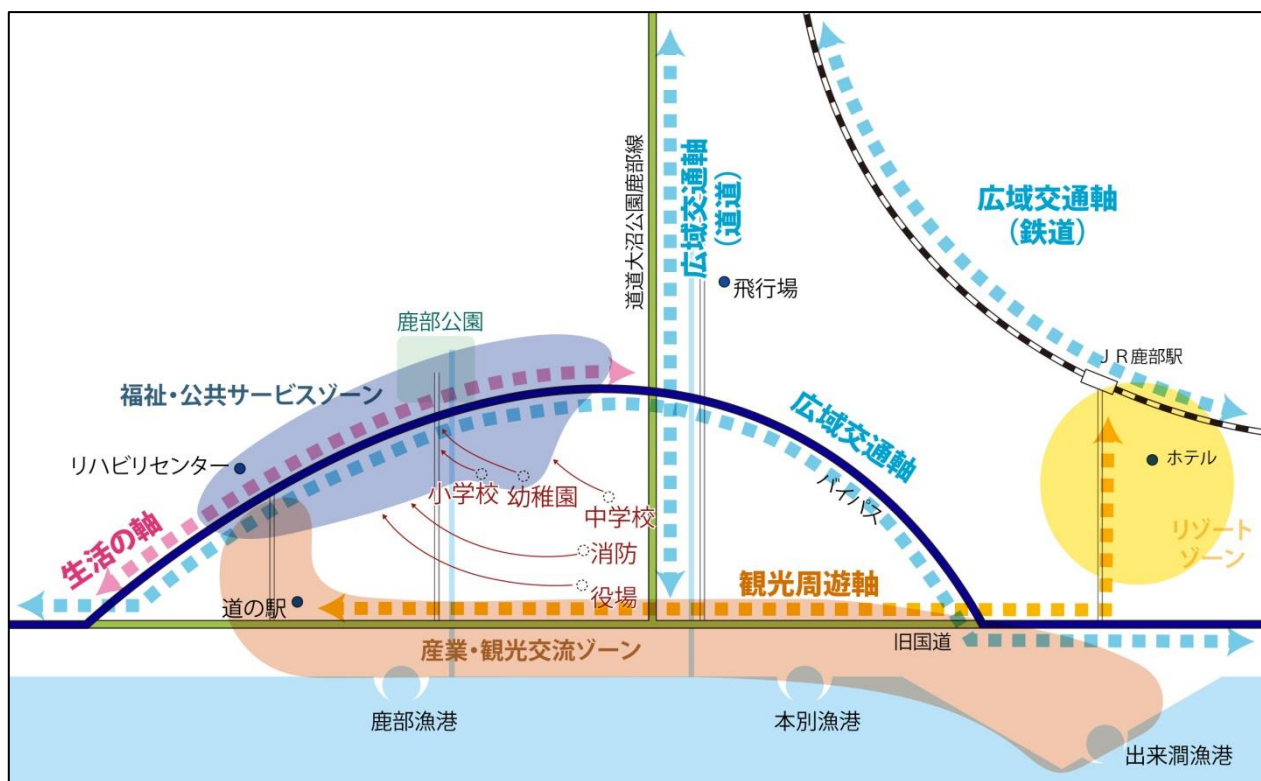 道道大沼公園鹿部線
広域交通軸
(道道)
広域交通軸
(鉄道)
飛行場
鹿部公園
JR鹿部駅
福祉・公共サービスゾーン
広域交通軸
バイパス
リハビリセンター
ホテル
小学校
幼稚園
中学校
リゾート
ゾーン
生活の軸
消防
役場
道の駅
観光周遊軸
旧国道
産業・観光交流ゾーン
鹿部漁港
本別漁港
出来澗漁港